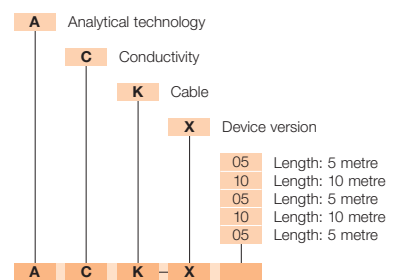 A Analytical technology
C Conductivity
K Cable
X Device version
05 Length: 5 metre
10 Length: 10 metre
05 Length: 5 metre
10 Length: 10 metre
05 Length: 5 metre
A C K – X